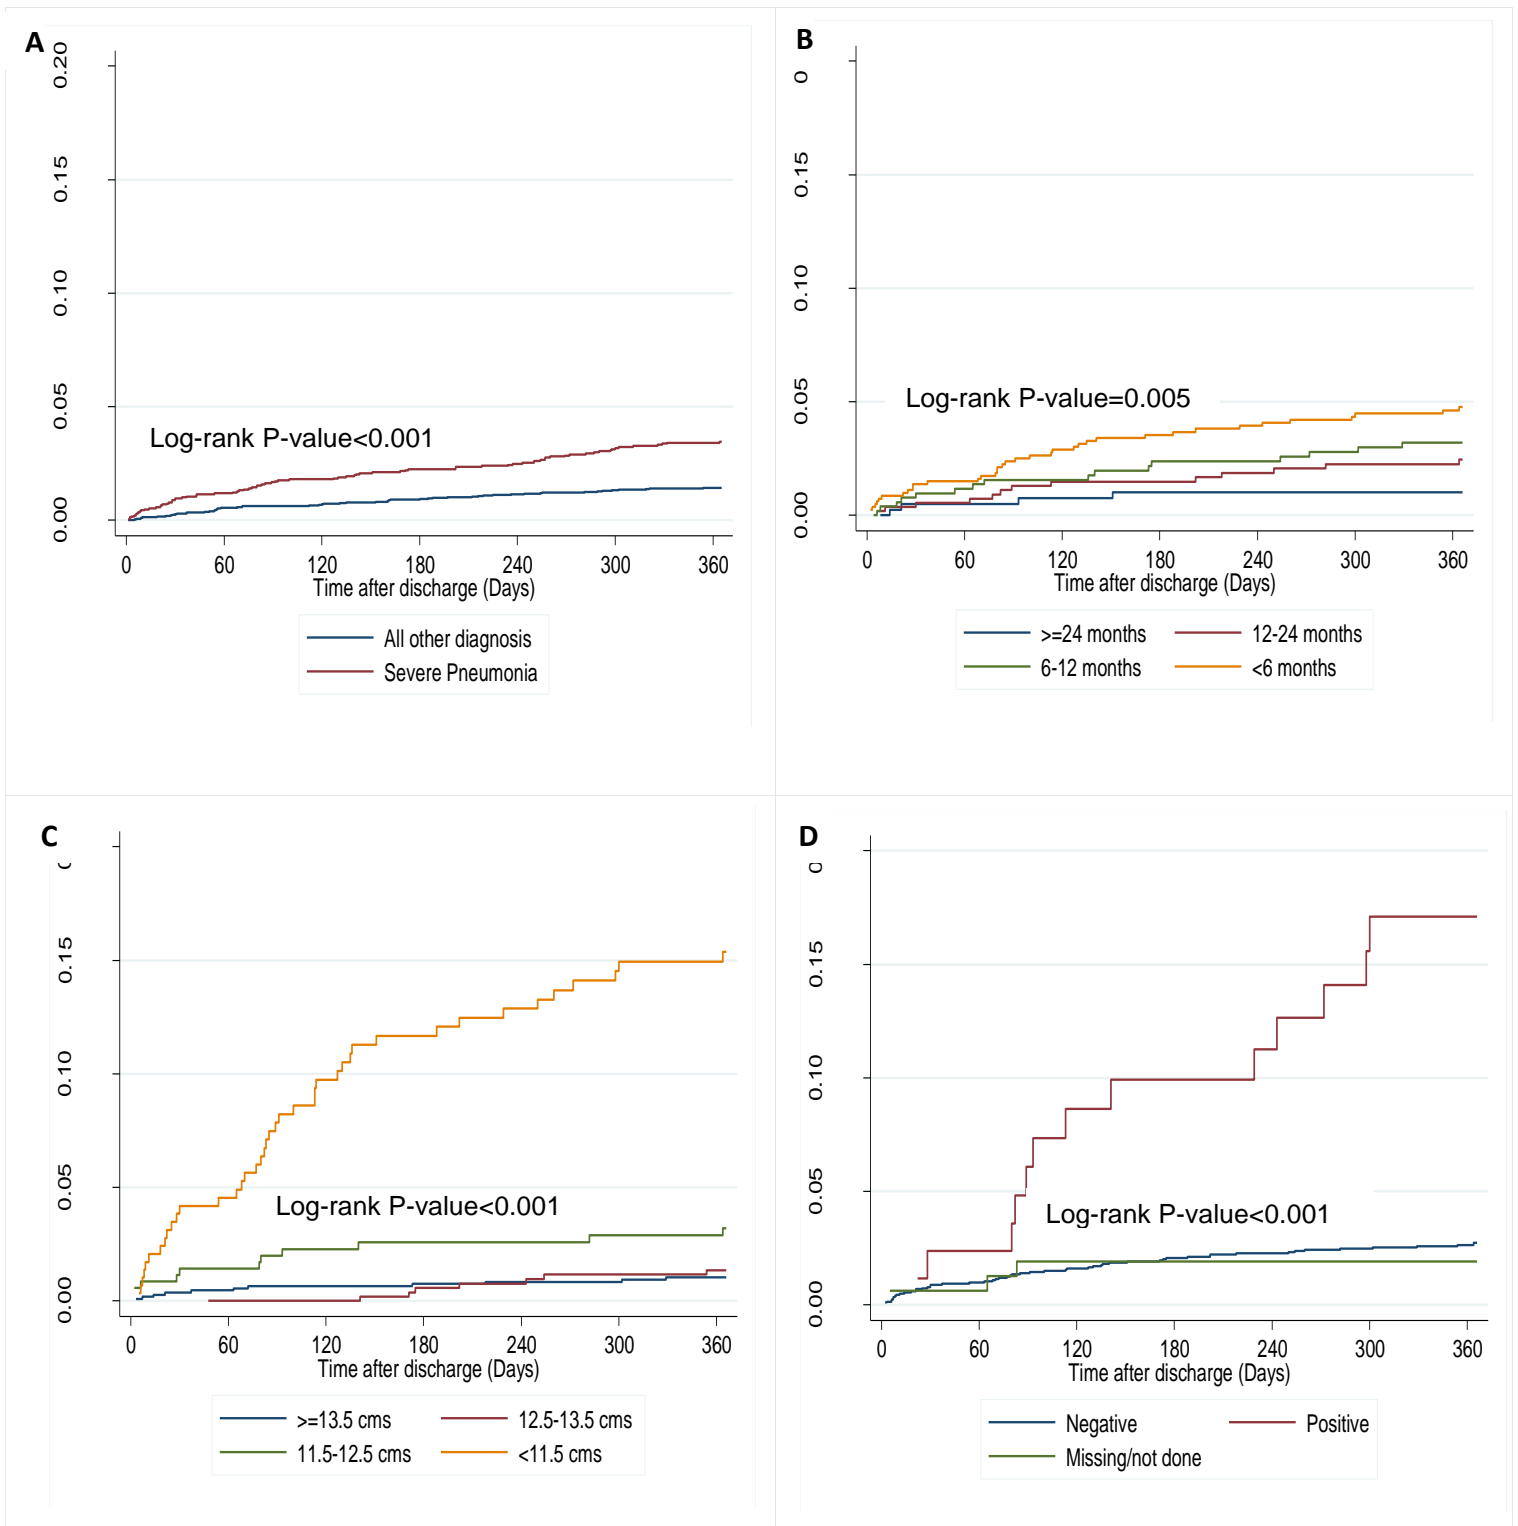 A
0.20
0.15
0.10
0.05
0.00
Log-rank P-value<0.001
0 60 120 180 240 300 360
Time after discharge (Days)
All other diagnosis
Severe Pneumonia
B
0
0.15
0.10
0.05
0.00
Log-rank P-value=0.005
0 60 120 180 240 300 360
Time after discharge (Days)
>=24 months 12-24 months
6-12 months <6 months
C
0.15
0.10
0.05
0.00
Log-rank P-value<0.001
0 60 120 180 240 300 360
Time after discharge (Days)
>=13.5 cms 12.5-13.5 cms
11.5-12.5 cms <11.5 cms
D
0
0.15
0.10
0.05
0.00
Log-rank P-value<0.001
0 60 120 180 240 300 360
Time after discharge (Days)
Negative Positive
Missing/not done